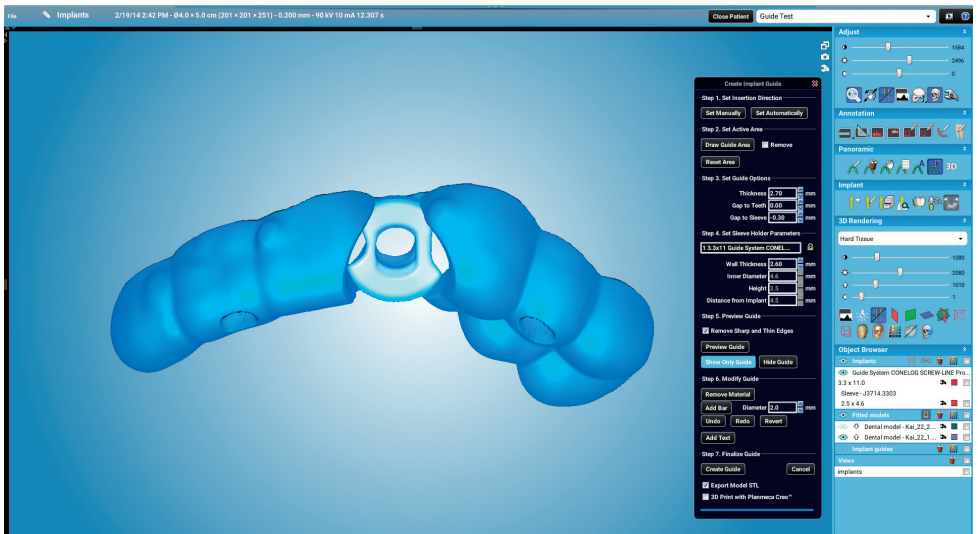 File Implants 2/19/14 2:42 PM - Ø4.0 × 5.0 cm (201 × 201 × 251) - 0.200 mm - 90 kV 10 mA 12.307 s Close Patient Guide Test
Create Implant Guide
Step 1. Set Insertion Direction
Set Manually Set Automatically
Step 2. Set Active Area
Draw Guide Area Remove
Reset Area
Step 3. Set Guide Options
Thickness 2.70 mm
Gap to Teeth 0.00 mm
Gap to Sleeve -0.30 mm
Step 4. Set Sleeve Holder Parameters
1 3.3x11 Guide System CONEL...
Wall Thickness 2.60 mm
Inner Diameter 4.6 mm
Height 2.5 mm
Distance from Implant 4.5 mm
Step 5. Preview Guide
Remove Sharp and Thin Edges
Preview Guide
Show Only Guide Hide Guide
Step 6. Modify Guide
Remove Material
Add Bar Diameter 2.0 mm
Undo Redo Revert
Add Text
Step 7. Finalize Guide
Create Guide Cancel
Export Model STL
3D Print with Planmeca Creo™
Adjust
1584
2496
0
Annotation
Panoramic
3D
Implant
3D Rendering
Hard Tissue
1080
2080
1010
1
Object Browser
Implants
Guide System CONELOG SCREW-LINE Pro...
3.3 x 11.0
Sleeve - J3714.3303
2.5 x 4.6
Fitted models
Dental model - Kai_22_2....
Dental model - Kai_22_1....
Implant guides
Views
implants